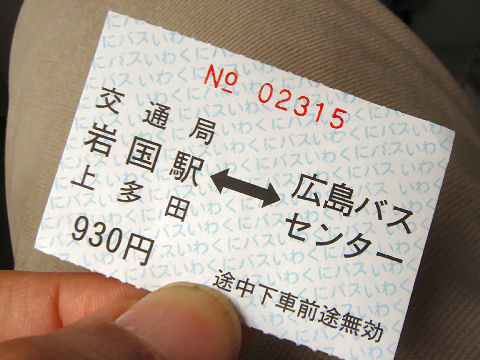 № 02315
交通局
岩国駅
上多田
↔
広島バス
センター
930円
途中下車前途無効